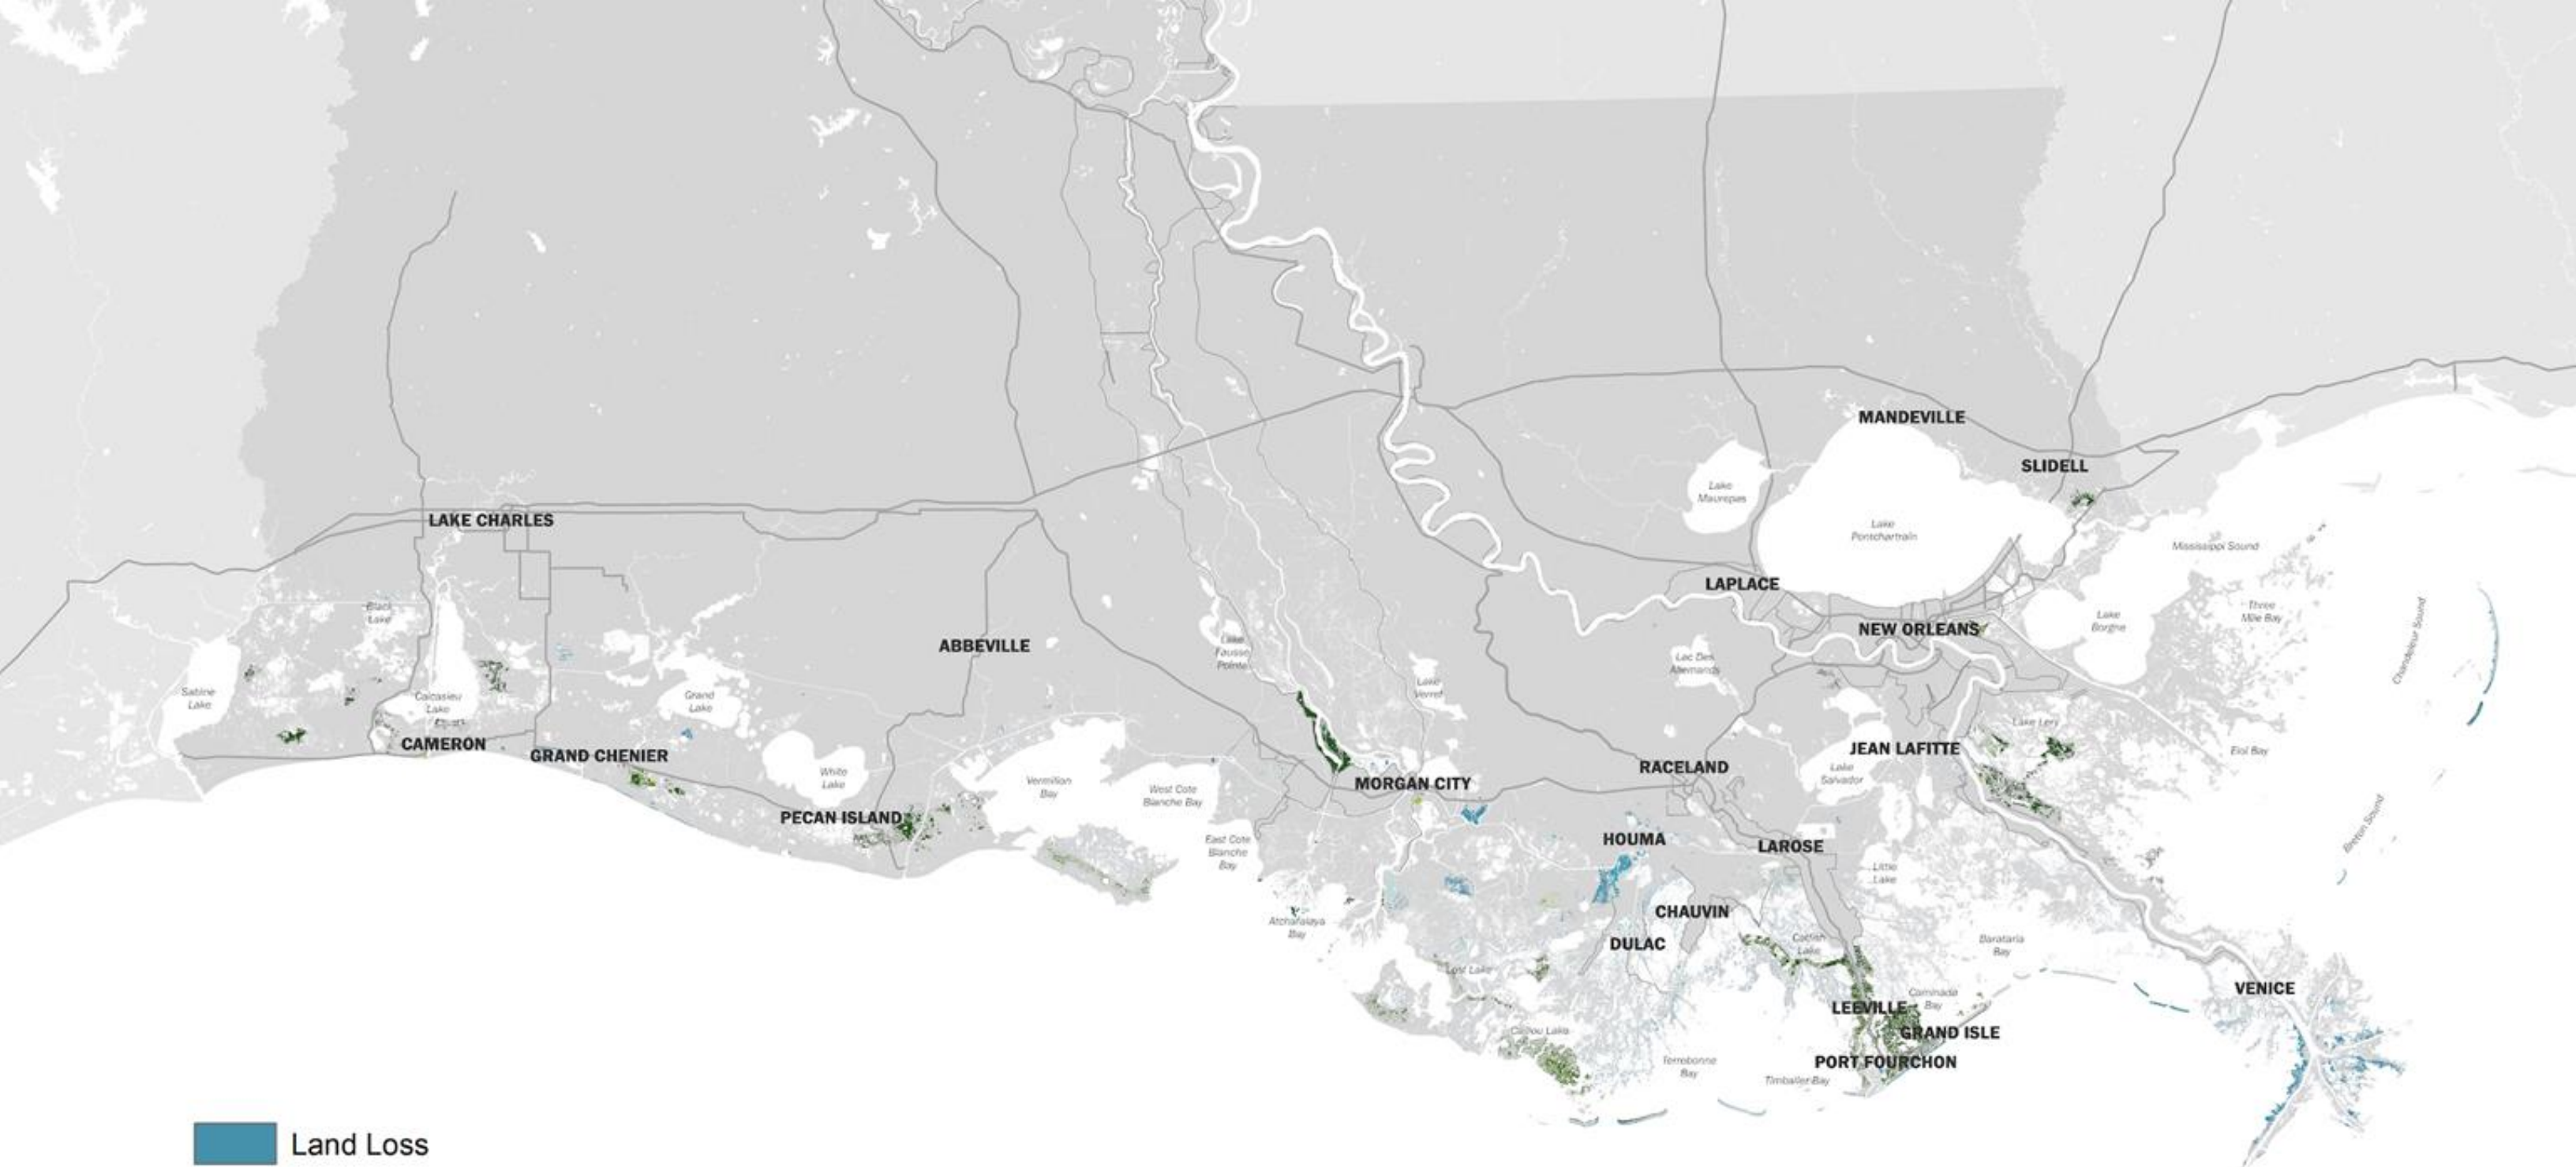 MANDEVILLE
SLIDELL
Lake
Maurepas
Lake
Pontchartrain
LAKE CHARLES
Mississippi Sound
LAPLACE
Black
Lake
Lake
Borgne
Three
Mile Bay
NEW ORLEANS
ABBEVILLE
Lake
Fausse
Pointe
Lac Des
Allemands
Chandeleur Sound
Sabine
Lake
Calcasieu
Lake
Grand
Lake
Lake
Verret
Lake Lery
CAMERON
GRAND CHENIER
JEAN LAFITTE
Eloi Bay
White
Lake
Vermilion
Bay
West Cote
Blanche Bay
MORGAN CITY
RACELAND
Lake
Salvador
PECAN ISLAND
East Cote
Blanche
Bay
HOUMA
LAROSE
Breton Sound
Little
Lake
Atchafalaya
Bay
CHAUVIN
DULAC
Catfish
Lake
Barataria
Bay
Lost Lake
VENICE
LEEVILLE
Caminada
Bay
Caillou Lake
GRAND ISLE
Terrebonne
Bay
PORT FOURCHON
Timbalier Bay
Land Loss